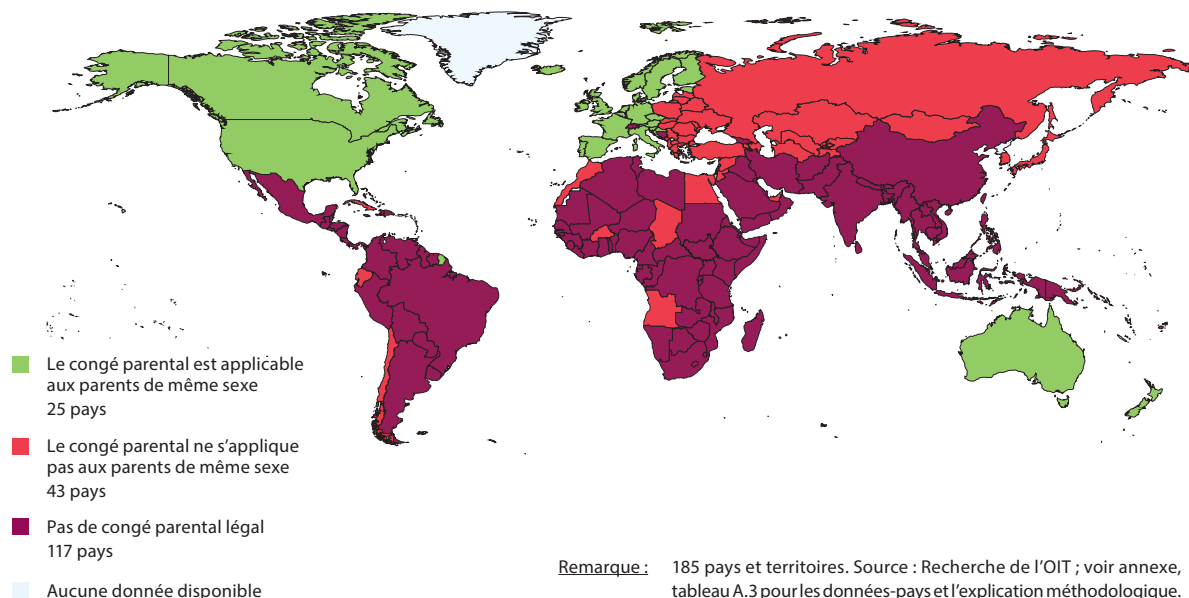 Le congé parental est applicable
aux parents de même sexe
25 pays
Le congé parental ne s'applique
pas aux parents de même sexe
43 pays
Pas de congé parental légal
117 pays
Aucune donnée disponible
Remarque : 185 pays et territoires. Source : Recherche de l'OIT ; voir annexe,
tableau A.3 pour les données-pays et l'explication méthodologique.